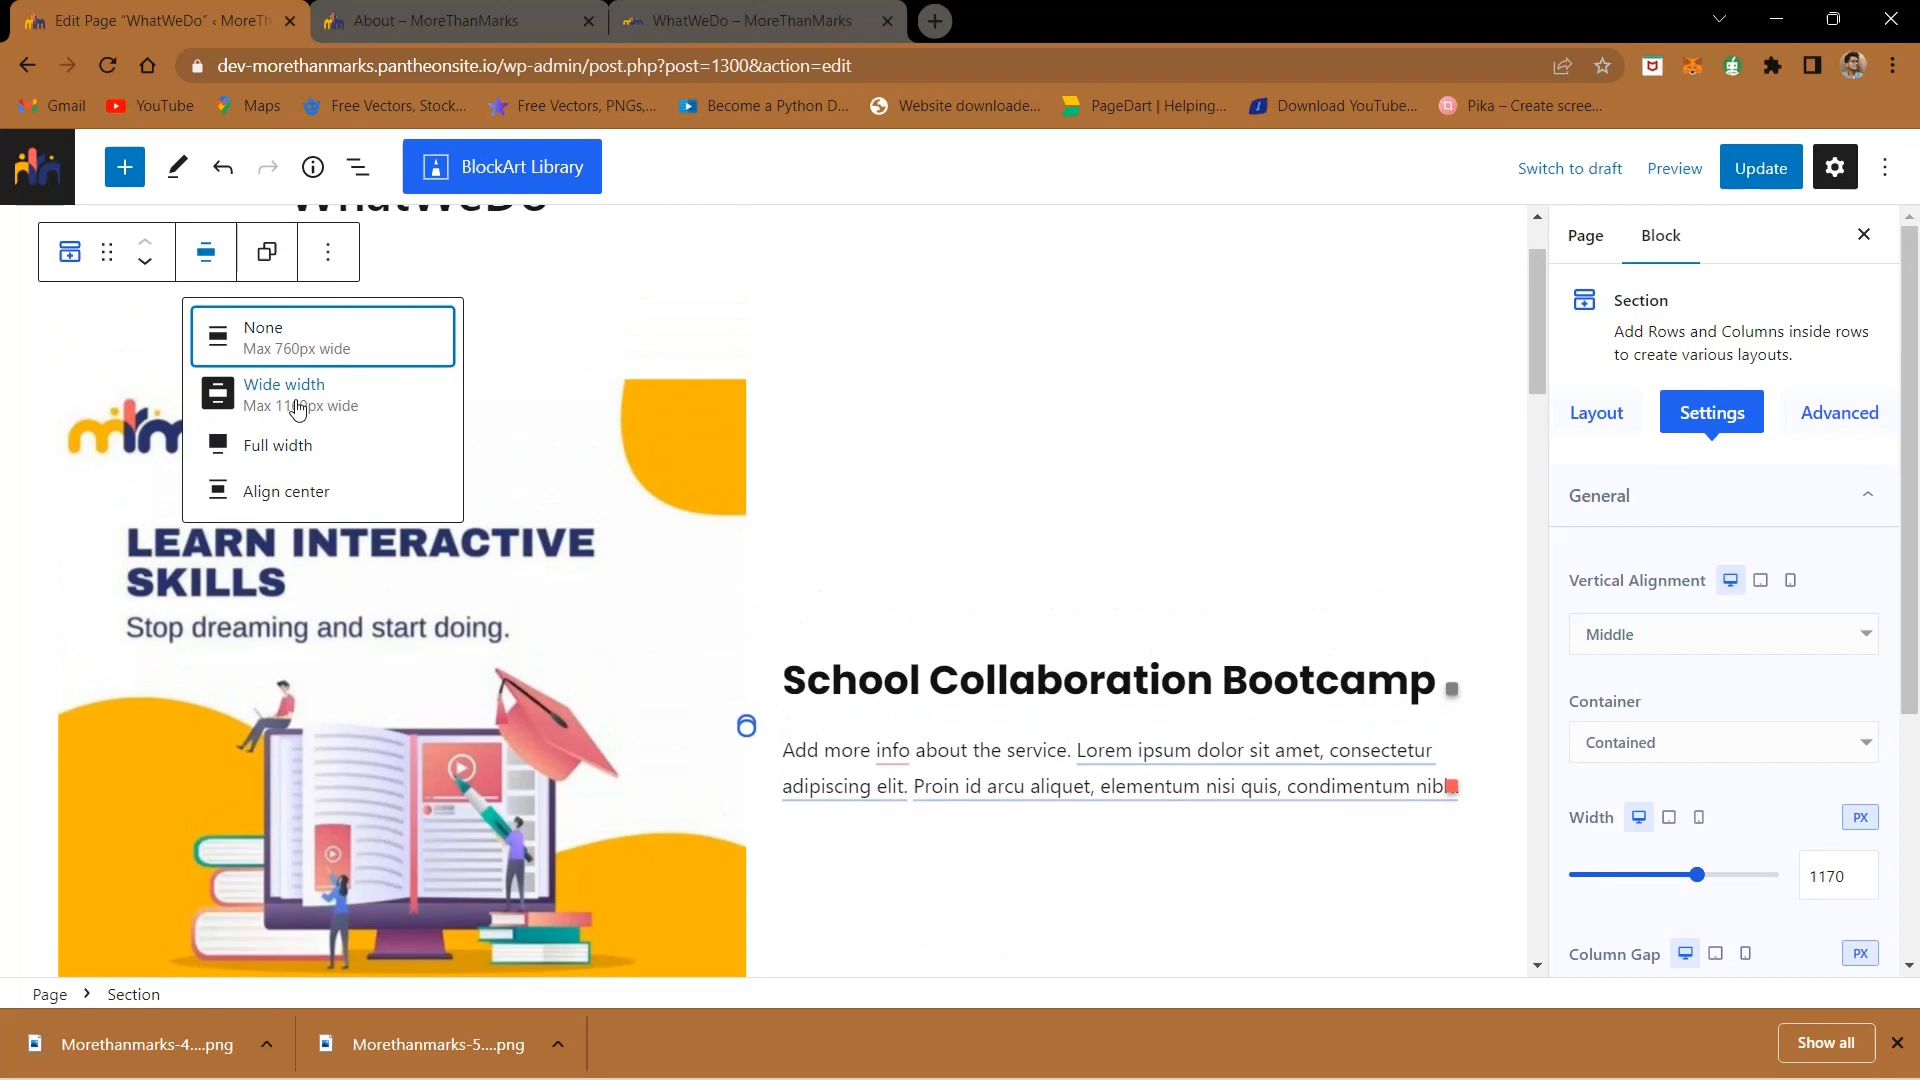 Edit Page “WhatWeDo” ‹ MoreTh
About – MoreThanMarks
WhatWeDo – MoreThanMarks
dev-morethanmarks.pantheonsite.io/wp-admin/post.php?post=1300&action=edit
Gmail
YouTube
Maps
Free Vectors, Stock...
Free Vectors, PNGs,...
Become a Python D...
Website downloade...
PageDart | Helping...
Download YouTube...
Pika – Create scree...
BlockArt Library
Switch to draft
Preview
Update
WhatWeDo
None
Max 760px wide
Wide width
Max 1100px wide
Full width
Align center
mlm
LEARN INTERACTIVE
SKILLS
Stop dreaming and start doing.
School Collaboration Bootcamp
Add more info about the service. Lorem ipsum dolor sit amet, consectetur
adipiscing elit. Proin id arcu aliquet, elementum nisi quis, condimentum
Page
Block
Section
Add Rows and Columns inside rows
to create various layouts.
Layout
Settings
Advanced
General
Vertical Alignment
Middle
Container
Contained
Width
PX
1170
Column Gap
PX
Page
Section
Morethanmarks-4....png
Morethanmarks-5....png
Show all